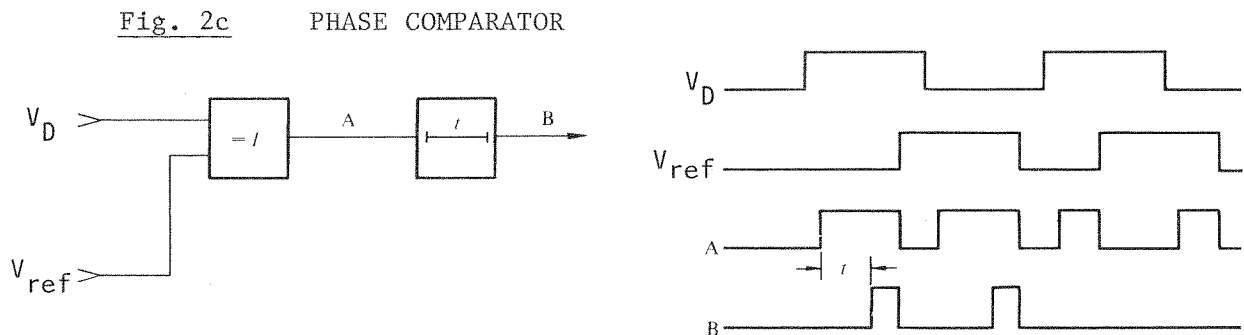 Fig. 2c PHASE COMPARATOR
V_D
= 1
A
t
B
V_ref
V_D
V_ref
A
t
B